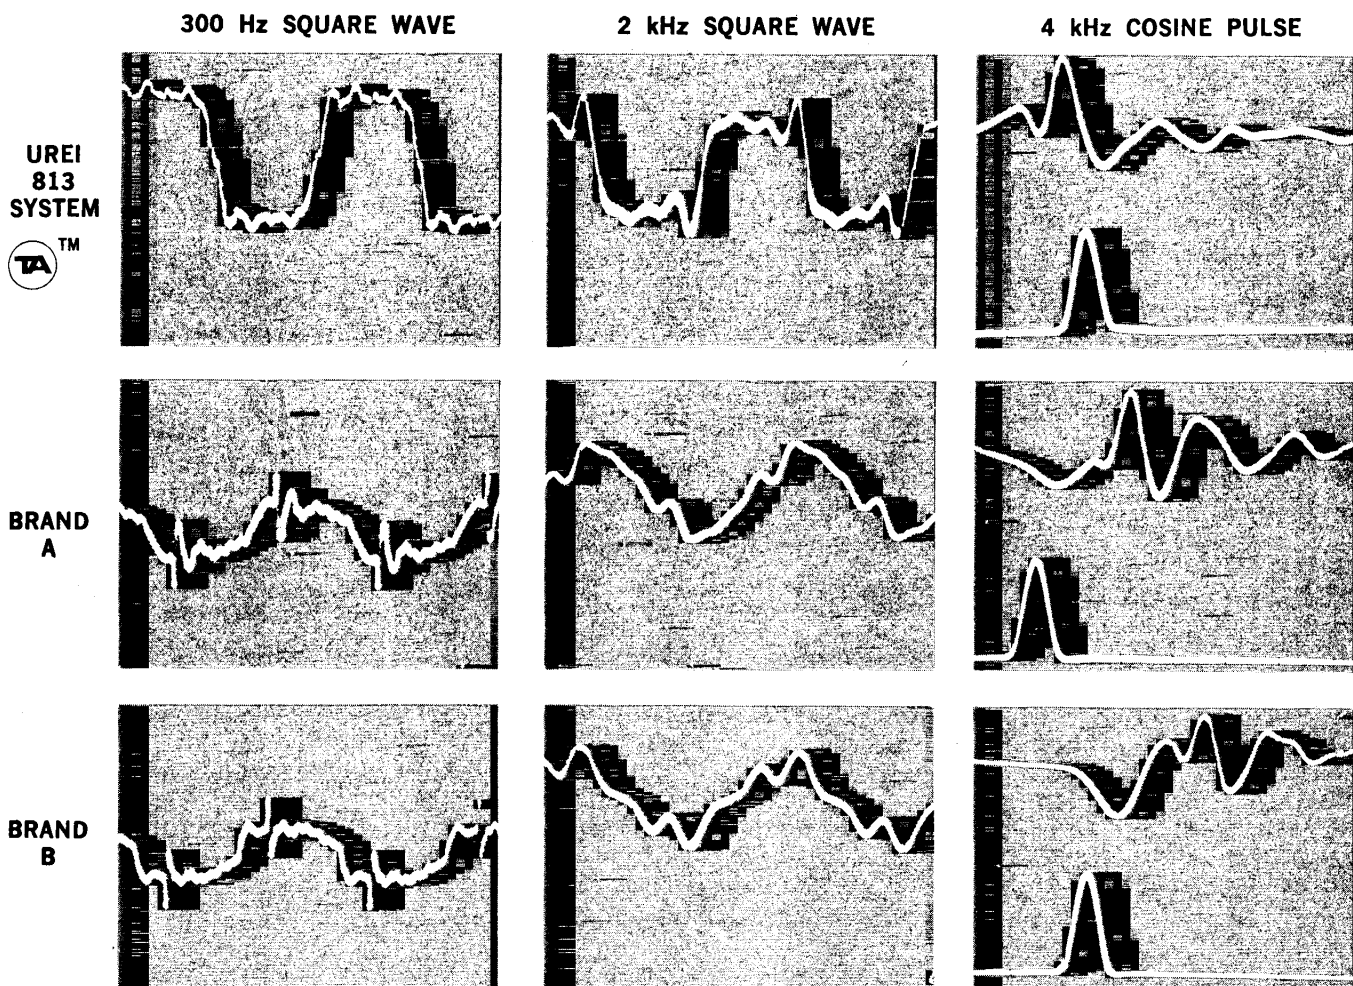 300 Hz SQUARE WAVE
2 kHz SQUARE WAVE
4 kHz COSINE PULSE
UREI
813
SYSTEM
TA TM
BRAND
A
BRAND
B